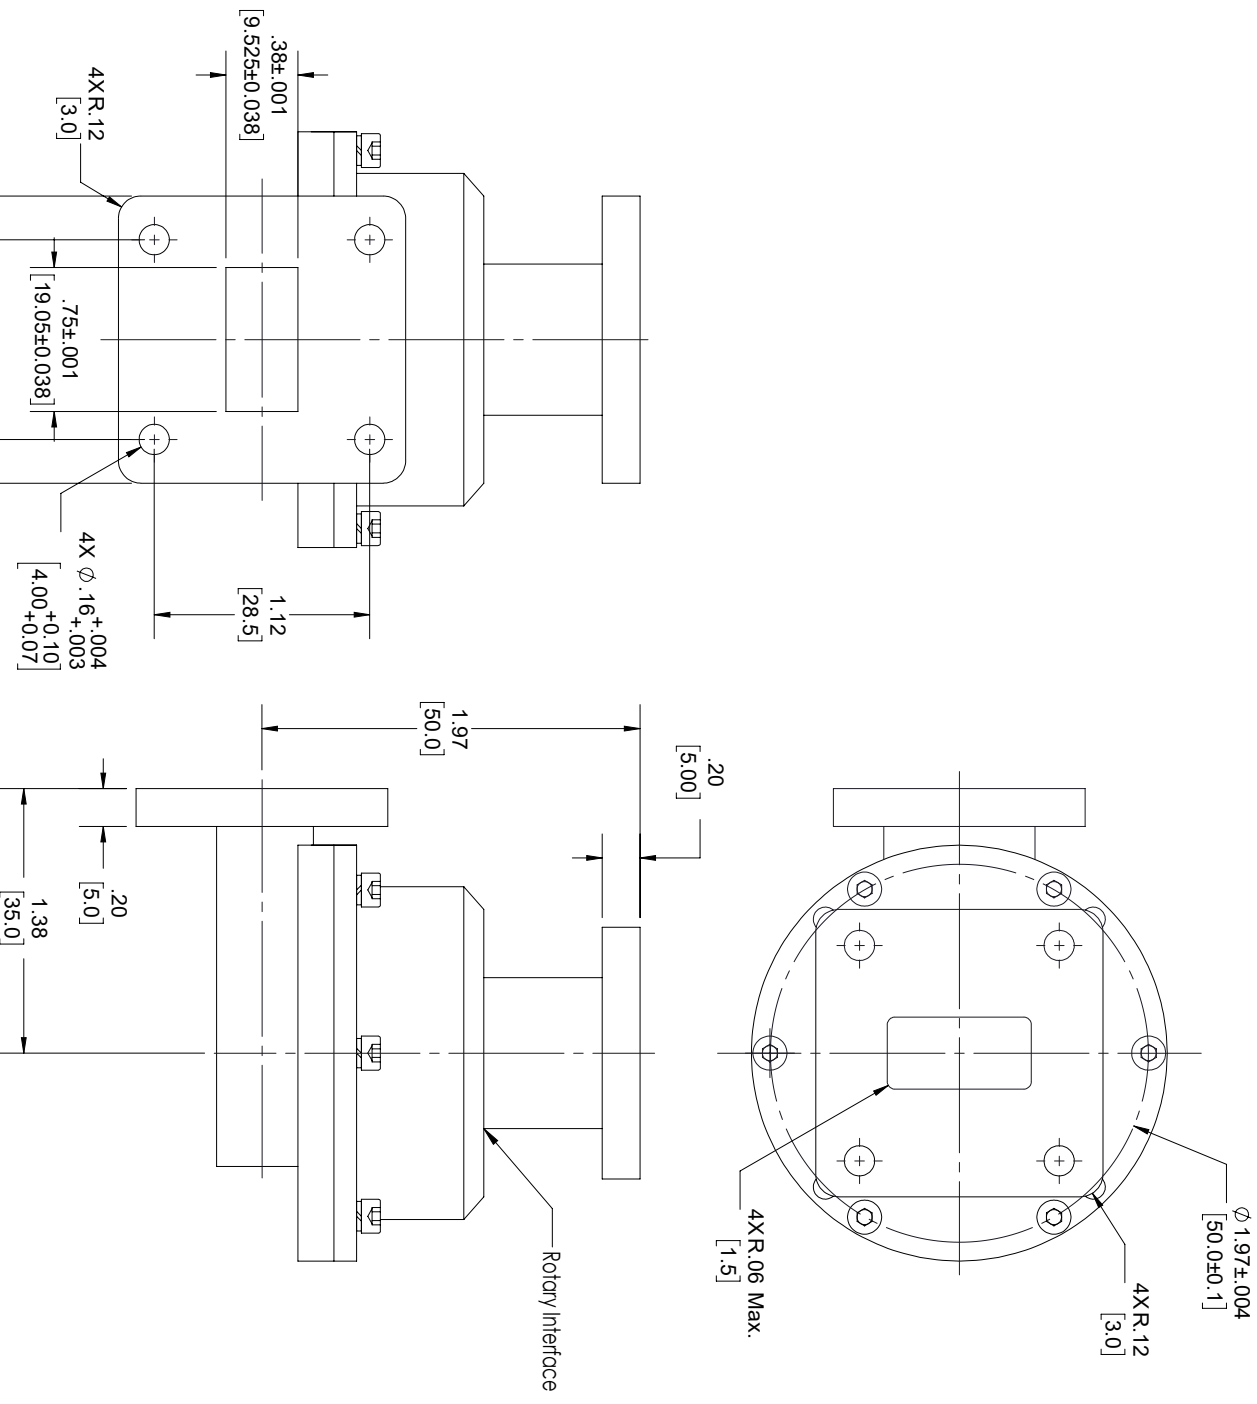 .38±.001
[9.525±0.038]
4X R.12
[3.0]
.75±.001
[19.05±0.038]
4X Ø .16 +.004 +.003
[4.00 +0.10 +0.07]
1.12
[28.5]
1.97
[50.0]
.20
[5.00]
.20
[5.0]
1.38
[35.0]
Rotary Interface
4X R.06 Max.
[1.5]
4X R.12
[3.0]
Ø 1.97±.004
[50.0±0.1]